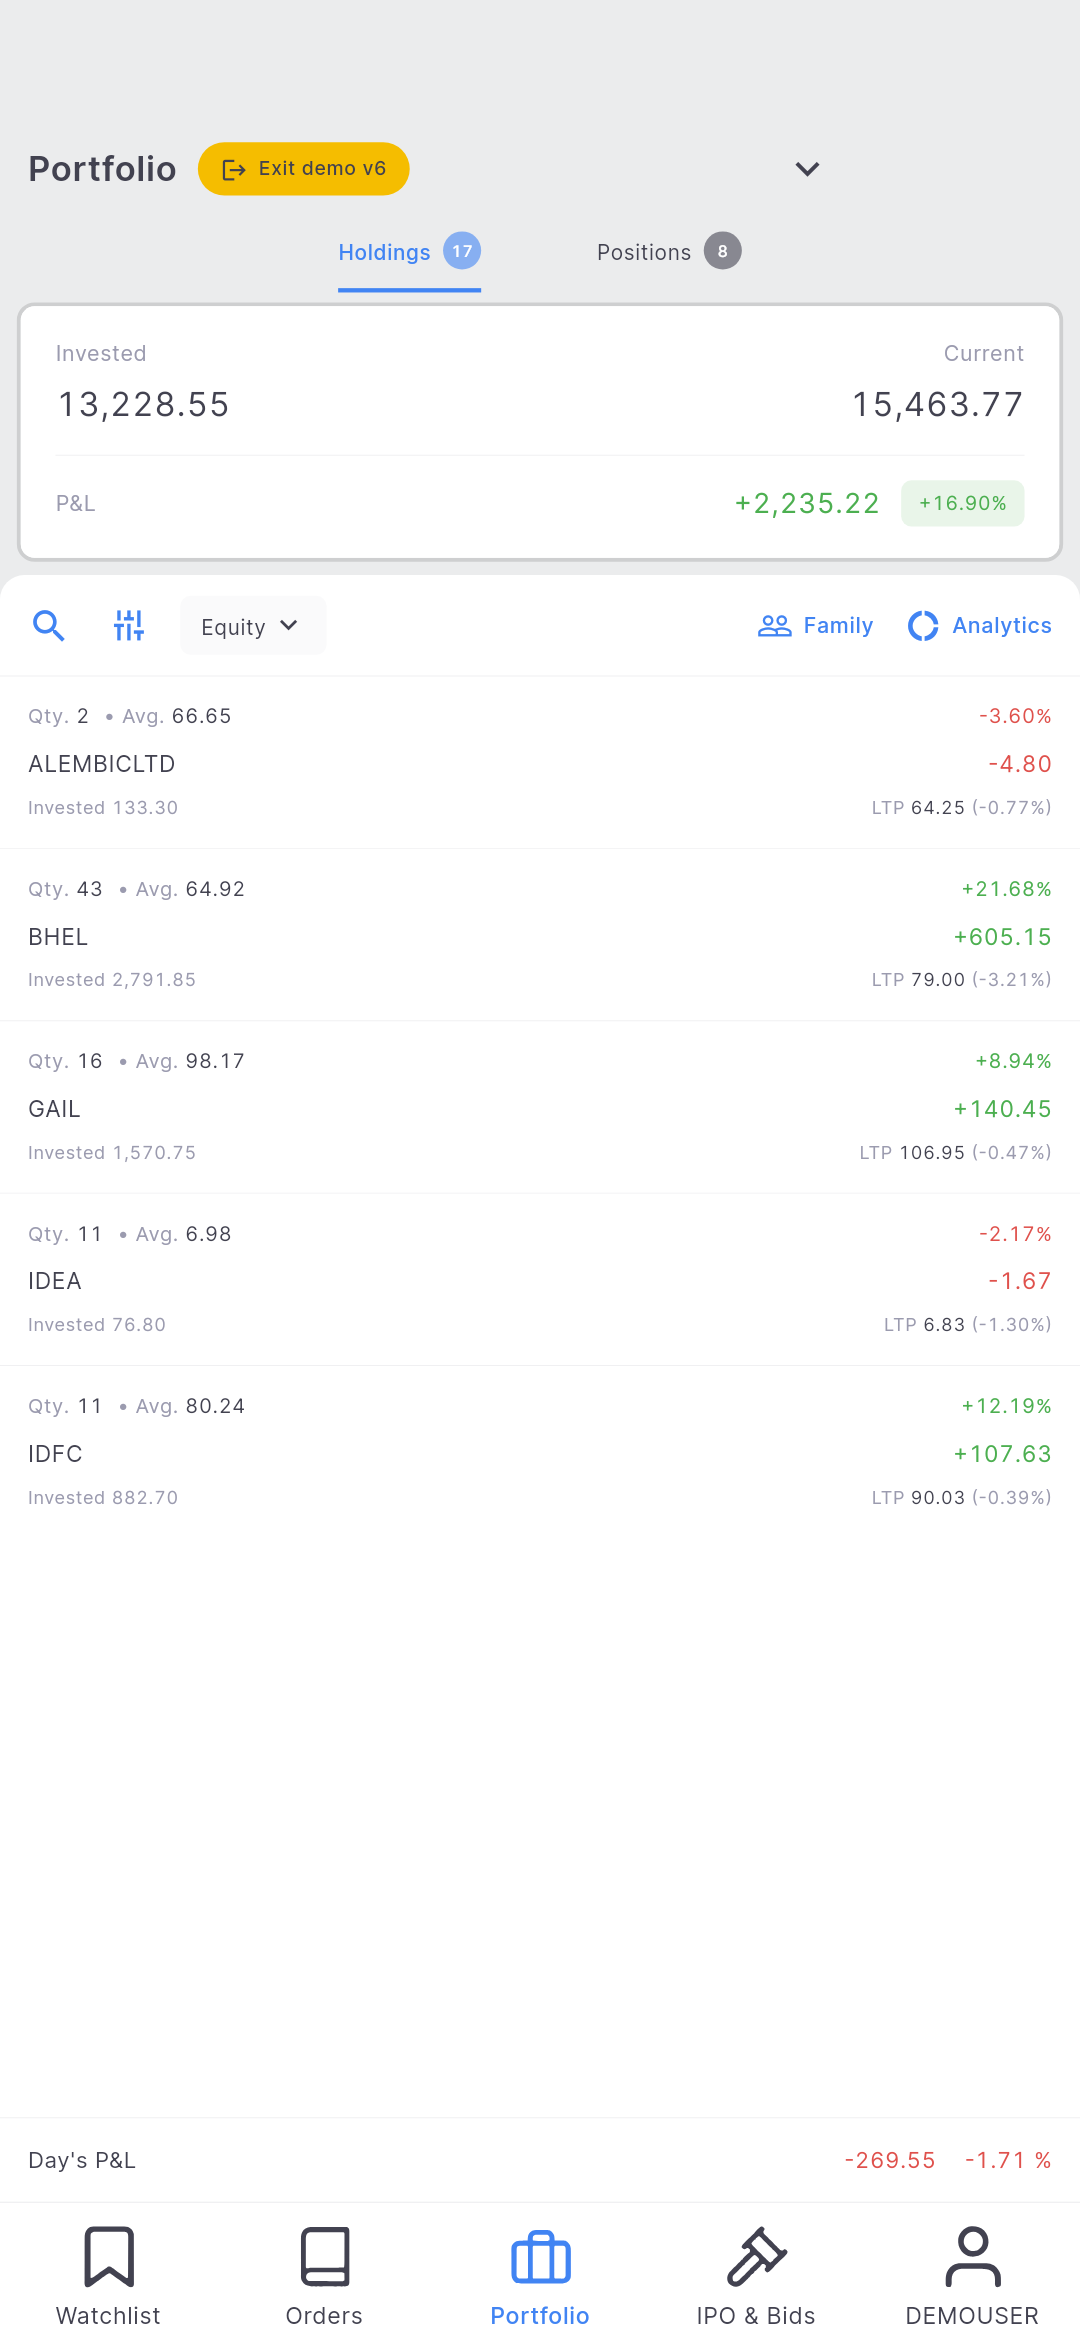 Portfolio Exit demo v6
Holdings 17 Positions 8
Invested Current
13,228.55 15,463.77
P&L +2,235.22 +16.90%
Equity Family Analytics
Qty. 2 • Avg. 66.65 -3.60%
ALEMBICLTD -4.80
Invested 133.30 LTP 64.25 (-0.77%)
Qty. 43 • Avg. 64.92 +21.68%
BHEL +605.15
Invested 2,791.85 LTP 79.00 (-3.21%)
Qty. 16 • Avg. 98.17 +8.94%
GAIL +140.45
Invested 1,570.75 LTP 106.95 (-0.47%)
Qty. 11 • Avg. 6.98 -2.17%
IDEA -1.67
Invested 76.80 LTP 6.83 (-1.30%)
Qty. 11 • Avg. 80.24 +12.19%
IDFC +107.63
Invested 882.70 LTP 90.03 (-0.39%)
Day's P&L -269.55 -1.71 %
Watchlist Orders Portfolio IPO & Bids DEMOUSER